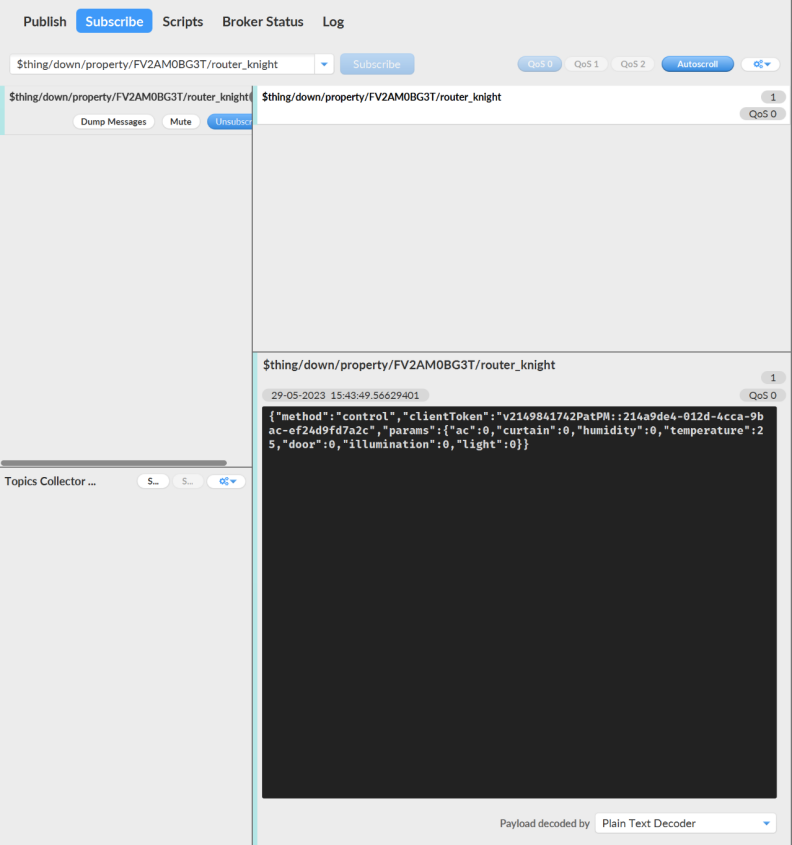 Publish Subscribe Scripts Broker Status Log
$thing/down/property/FV2AM0BG3T/router_knight Subscribe QoS 0 QoS 1 QoS 2 Autoscroll
$thing/down/property/FV2AM0BG3T/router_knight(
Dump Messages Mute Unsubscr
$thing/down/property/FV2AM0BG3T/router_knight 1
QoS 0
$thing/down/property/FV2AM0BG3T/router_knight
1
29-05-2023 15:43:49.56629401 QoS 0
{"method":"control","clientToken":"v2149841742PatPM::214a9de4-012d-4cca-9b
ac-ef24d9fd7a2c","params":{"ac":0,"curtain":0,"humidity":0,"temperature":2
5,"door":0,"illumination":0,"light":0}}
Topics Collector ... S... S...
Payload decoded by Plain Text Decoder